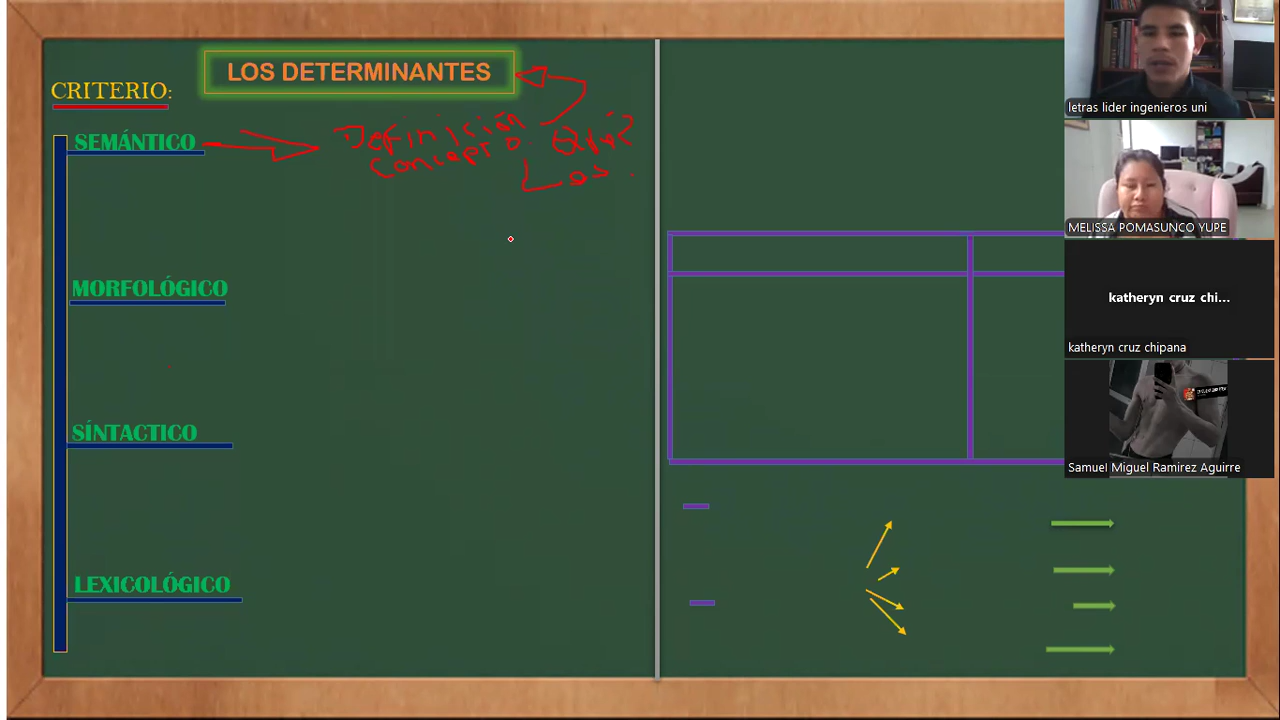 LOS DETERMINANTES
CRITERIO:
SEMÁNTICO
Definición
concepto
Qué?
Los
MORFOLÓGICO
SÍNTACTICO
LEXICOLÓGICO
letras lider ingenieros uni
MELISSA POMASUNCO YUPE
katheryn cruz chi...
katheryn cruz chipana
Samuel Miguel Ramirez Aguirre